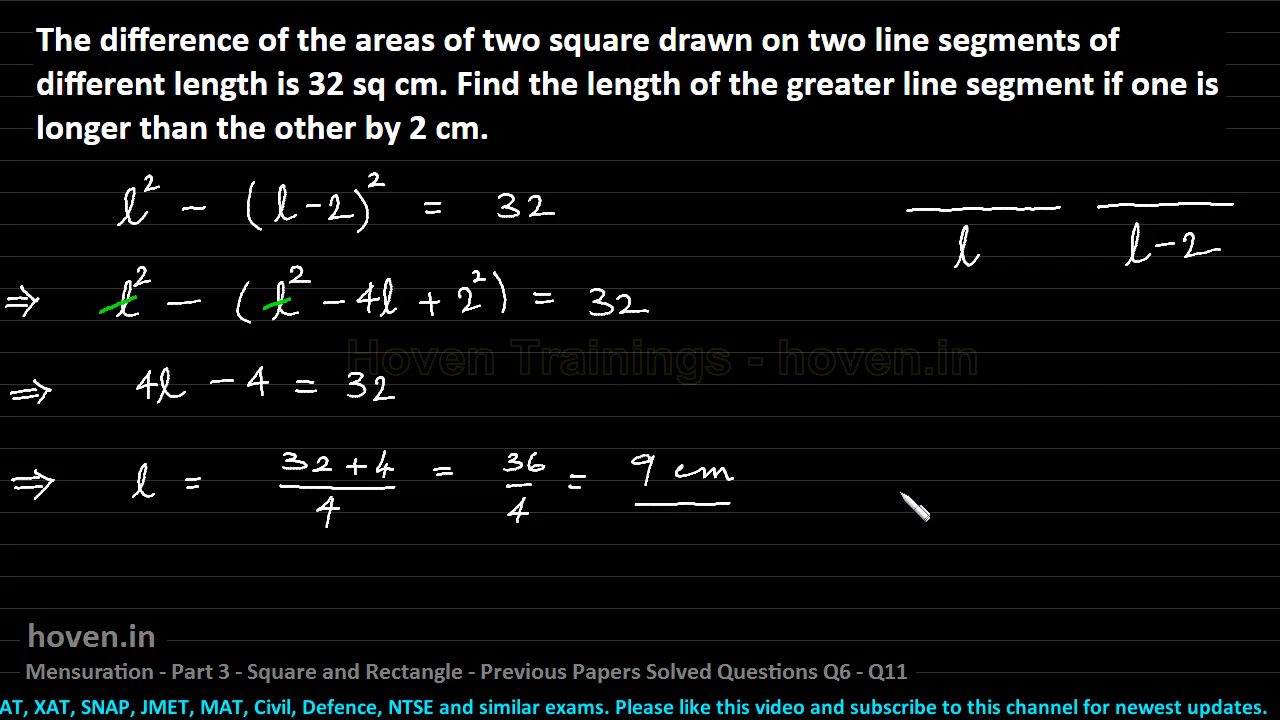 The difference of the areas of two square drawn on two line segments of
different length is 32 sq cm. Find the length of the greater line segment if one is
longer than the other by 2 cm.
l² - (l-2)² = 32
l l-2
⇒ l² - (l² - 4l + 2²) = 32
Hoven Trainings - hoven.in
⇒ 4l - 4 = 32
⇒ l = 32+4/4 = 36/4 = 9 cm
hoven.in
Mensuration - Part 3 - Square and Rectangle - Previous Papers Solved Questions Q6 - Q11
AT, XAT, SNAP, JMET, MAT, Civil, Defence, NTSE and similar exams. Please like this video and subscribe to this channel for newest updates.